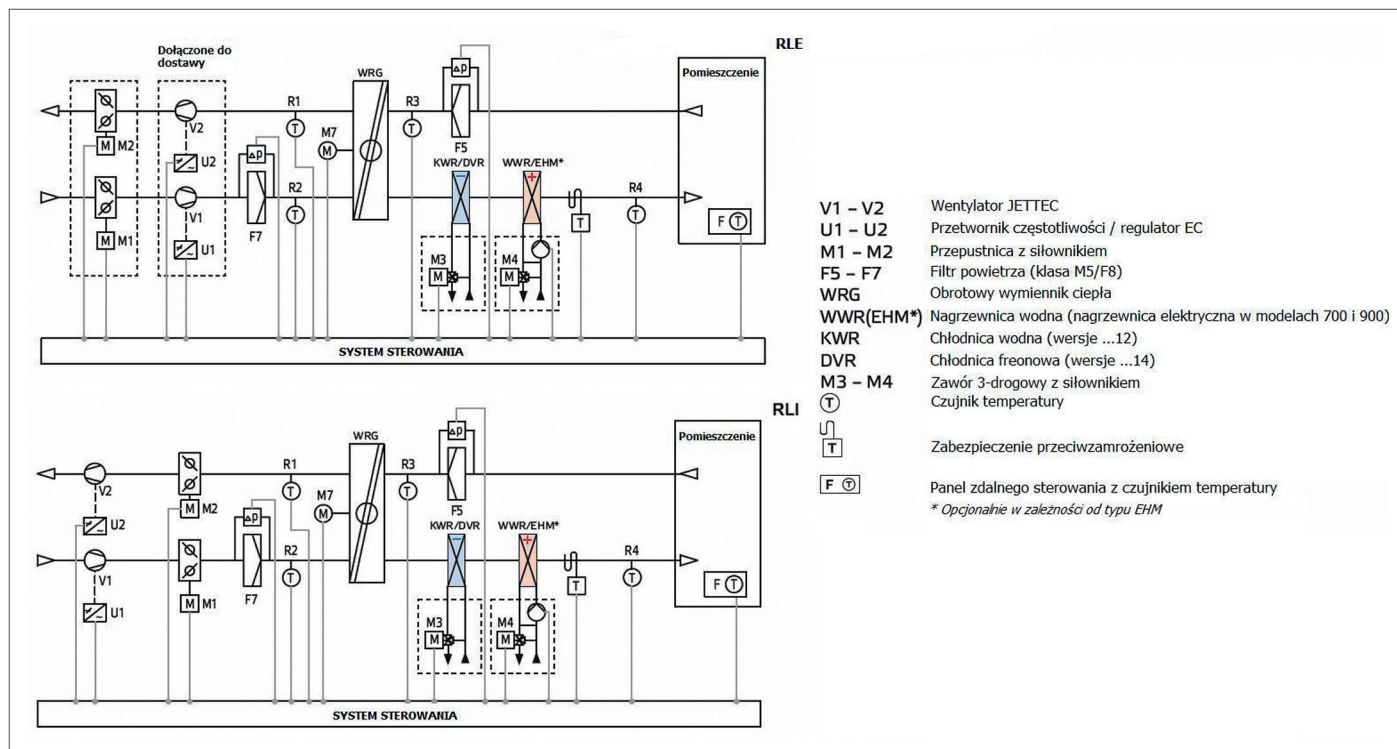 RLE
Dołączone do
dostawy
WRG
Δp
Pomieszczenie
R1
R3
V2
M7
T
T
M
M2
U2
M
F5
Δp
KWR/DVR
WWR/EHM*
R2
R4
V1
F7
T
T
T
F T
M
M1
U1
M3
M4
M
M
SYSTEM STEROWANIA
RLI
WRG
Δp
Pomieszczenie
R1
R3
V2
M7
T
T
M
M2
U2
M
F5
Δp
KWR/DVR
WWR/EHM*
R2
R4
V1
F7
T
T
T
F T
M
M1
U1
M3
M4
M
M
SYSTEM STEROWANIA
V1 – V2 Wentylator JETTEC
U1 – U2 Przetwornik częstotliwości / regulator EC
M1 – M2 Przepustnica z siłownikiem
F5 – F7 Filtr powietrza (klasa M5/F8)
WRG Obrotowy wymiennik ciepła
WWR(EHM*) Nagrzewnica wodna (nagrzewnica elektryczna w modelach 700 i 900)
KWR Chłodnica wodna (wersje ...12)
DVR Chłodnica freonowa (wersje ...14)
M3 – M4 Zawór 3-drogowy z siłownikiem
T Czujnik temperatury
T Zabezpieczenie przeciwzamrożeniowe
F T Panel zdalnego sterowania z czujnikiem temperatury
* Opcjonalnie w zależności od typu EHM